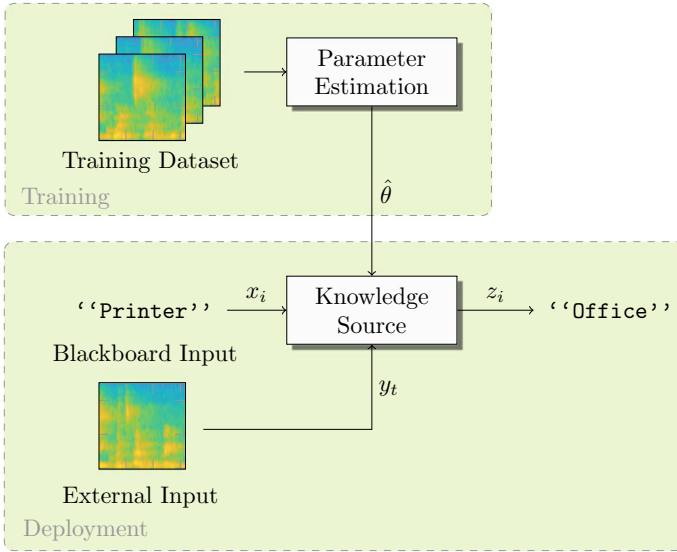 Parameter
Estimation
Training Dataset
Training
θ̂
‘‘Printer’’
x_i
Knowledge
Source
z_i
‘‘Office’’
Blackboard Input
y_t
External Input
Deployment